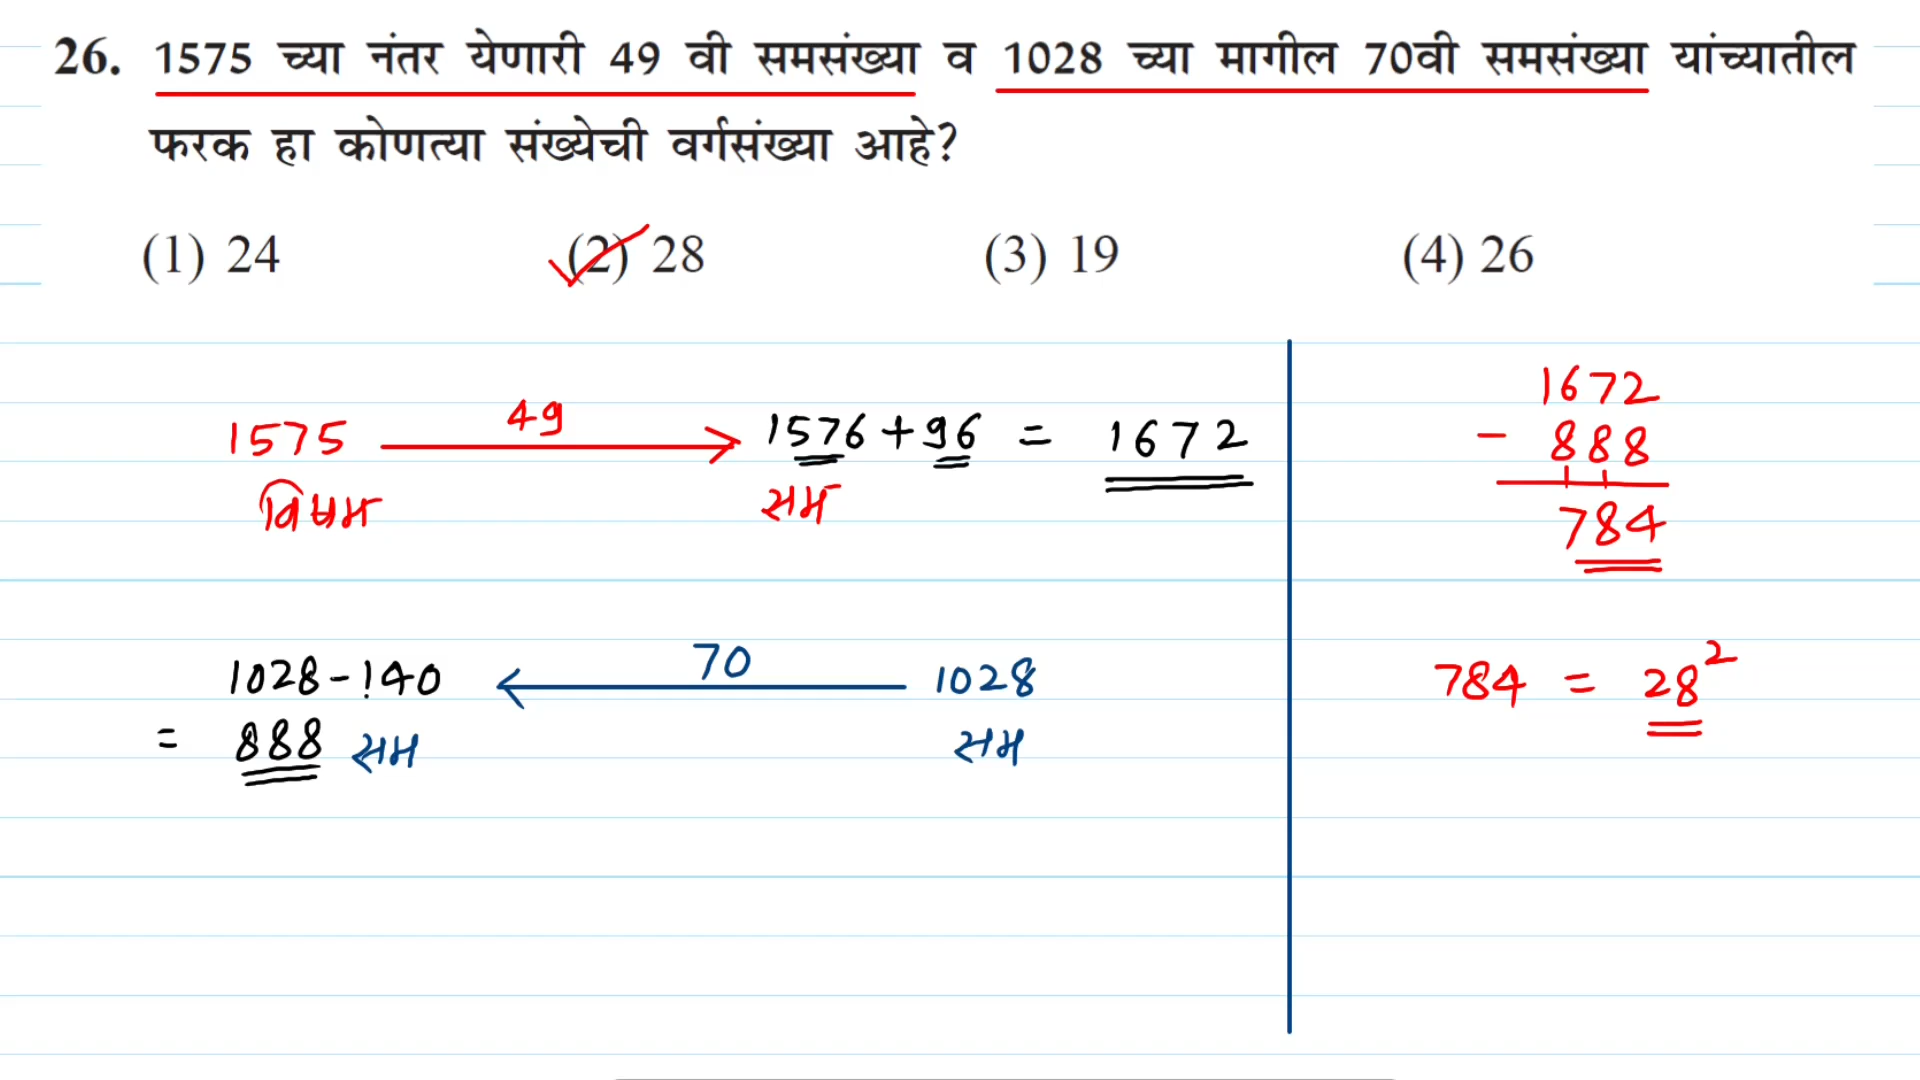 26. 1575 च्या नंतर येणारी 49 वी समसंख्या व 1028 च्या मागील 70वी समसंख्या यांच्यातील
फरक हा कोणत्या संख्येची वर्गसंख्या आहे?
(1) 24 (2) 28 (3) 19 (4) 26
1575 49 1576 + 96 = 1672
विषम सम
1028 - 140 70 1028
= 888 सम सम
1672
- 888
784
784 = 28²